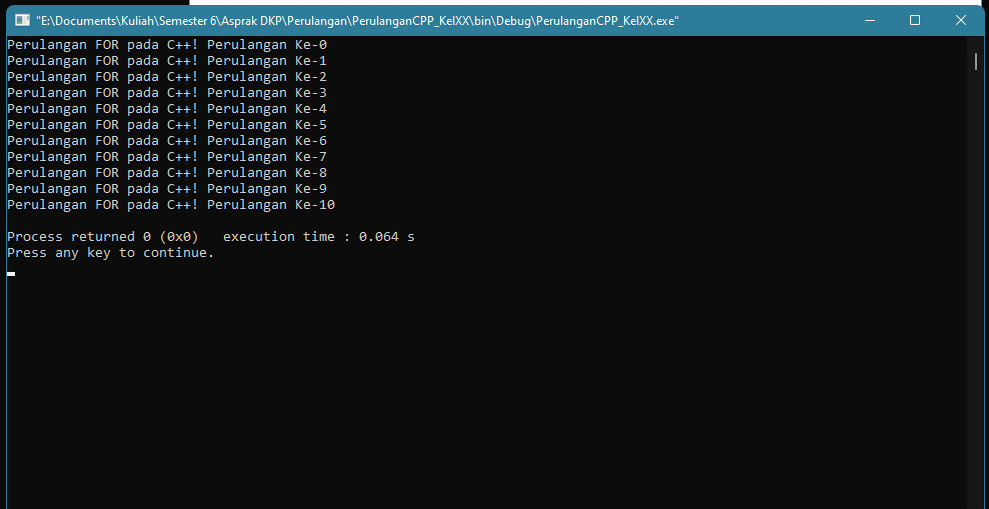 "E:\Documents\Kuliah\Semester 6\Asprak DKP\Perulangan\PerulanganCPP_KelXX\bin\Debug\PerulanganCPP_KelXX.exe"
Perulangan FOR pada C++! Perulangan Ke-0
Perulangan FOR pada C++! Perulangan Ke-1
Perulangan FOR pada C++! Perulangan Ke-2
Perulangan FOR pada C++! Perulangan Ke-3
Perulangan FOR pada C++! Perulangan Ke-4
Perulangan FOR pada C++! Perulangan Ke-5
Perulangan FOR pada C++! Perulangan Ke-6
Perulangan FOR pada C++! Perulangan Ke-7
Perulangan FOR pada C++! Perulangan Ke-8
Perulangan FOR pada C++! Perulangan Ke-9
Perulangan FOR pada C++! Perulangan Ke-10
Process returned 0 (0x0)   execution time : 0.064 s
Press any key to continue.